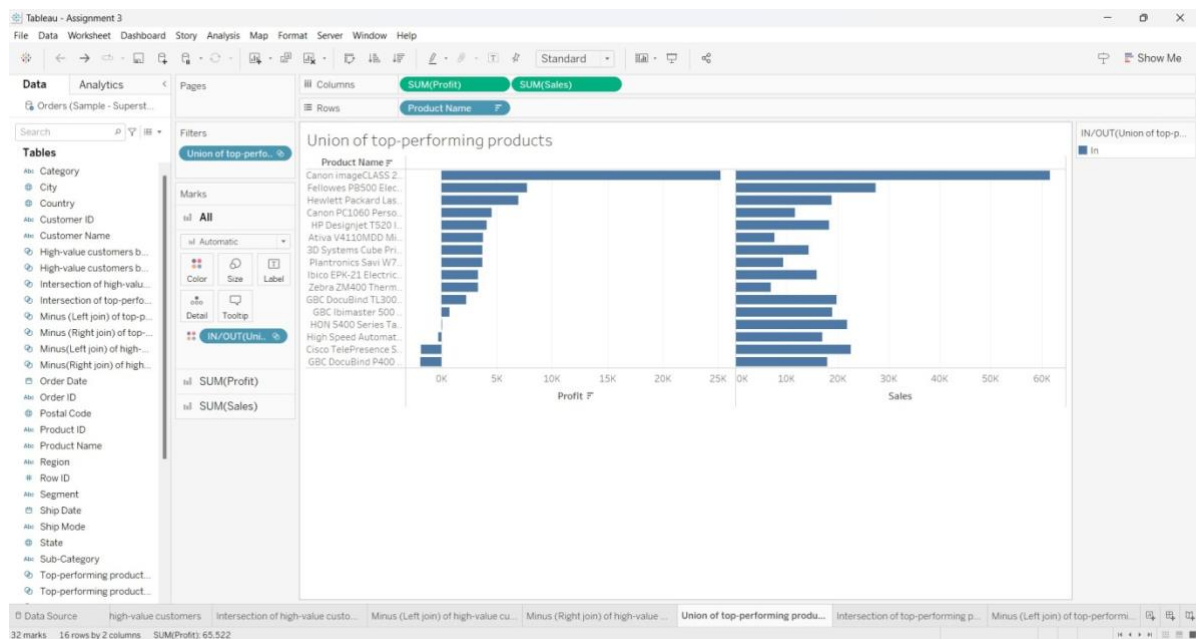 Tableau - Assignment 3
File Data Worksheet Dashboard Story Analysis Map Format Server Window Help
Standard
Show Me
Data Analytics
Orders (Sample - Superst...
Search
Tables
Abc Category
City
Country
Abc Customer ID
Abc Customer Name
High-value customers b...
High-value customers b...
Intersection of high-valu...
Intersection of top-perfo...
Minus (Left join) of top-p...
Minus (Right join) of top-...
Minus(Left join) of high-...
Minus(Right join) of high...
Order Date
Abc Order ID
Postal Code
Abc Product ID
Abc Product Name
Abc Region
# Row ID
Abc Segment
Ship Date
Abc Ship Mode
State
Abc Sub-Category
Top-performing product...
Top-performing product...
Pages
Filters
Union of top-perfo..
Marks
All
Automatic
Color Size Label
Detail Tooltip
IN/OUT(Uni..
SUM(Profit)
SUM(Sales)
Columns SUM(Profit) SUM(Sales)
Rows Product Name
Union of top-performing products
Product Name
Canon imageCLASS 2..
Fellowes PB500 Elec..
Hewlett Packard Las..
Canon PC1060 Perso..
HP Designjet T520 I..
Ativa V4110MDD Mi..
3D Systems Cube Pri..
Plantronics Savi W7..
Ibico EPK-21 Electric..
Zebra ZM400 Therm..
GBC DocuBind TL300..
GBC Ibimaster 500 ..
HON 5400 Series Ta..
High Speed Automat..
Cisco TelePresence S..
GBC DocuBind P400 ..
0K 5K 10K 15K 20K 25K 0K 10K 20K 30K 40K 50K 60K
Profit Sales
IN/OUT(Union of top-p...
In
Data Source high-value customers Intersection of high-value custo... Minus (Left join) of high-value cu... Minus (Right join) of high-value ... Union of top-performing produ... Intersection of top-performing p... Minus (Left join) of top-performi...
32 marks 16 rows by 2 columns SUM(Profit): 65,522